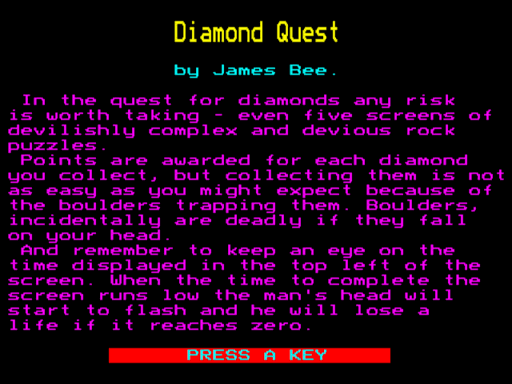 Diamond Quest
by James Bee.
In the quest for diamonds any risk
is worth taking - even five screens of
devilishly complex and devious rock
puzzles.
Points are awarded for each diamond
you collect, but collecting them is not
as easy as you might expect because of
the boulders trapping them. Boulders,
incidentally are deadly if they fall
on your head.
And remember to keep an eye on the
time displayed in the top left of the
screen. When the time to complete the
screen runs low the man's head will
start to flash and he will lose a
life if it reaches zero.
PRESS A KEY